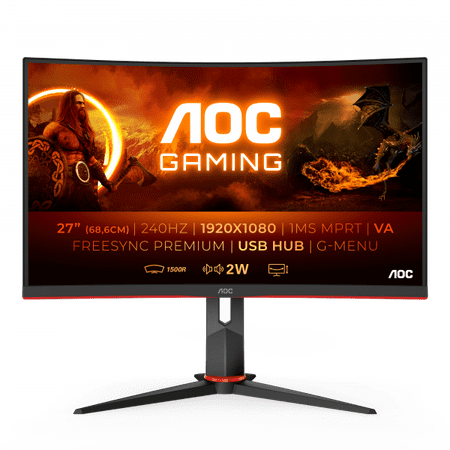 AOC
GAMING
27" (68,6CM) | 240HZ | 1920X1080 | 1MS MPRT | VA
FREESYNC PREMIUM | USB HUB | G-MENU
1500R 2W
AOC
AOC